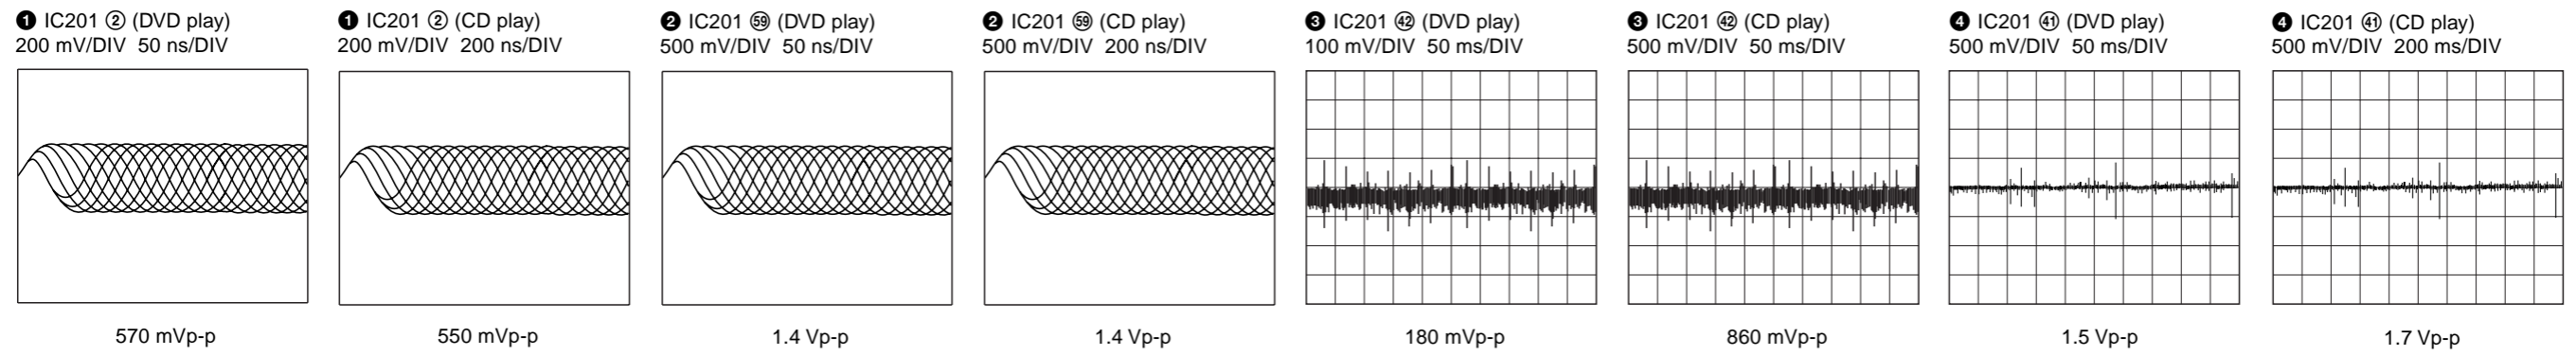 ❶ IC201 ② (DVD play)
200 mV/DIV 50 ns/DIV
570 mVp-p
❶ IC201 ② (CD play)
200 mV/DIV 200 ns/DIV
550 mVp-p
❷ IC201 ㊾ (DVD play)
500 mV/DIV 50 ns/DIV
1.4 Vp-p
❷ IC201 59 (CD play)
500 mV/DIV 200 ns/DIV
1.4 Vp-p
❸ IC201 ㊷ (DVD play)
100 mV/DIV 50 ms/DIV
180 mVp-p
❸ IC201 ㊷ (CD play)
500 mV/DIV 50 ms/DIV
860 mVp-p
❹ IC201 ㊶ (DVD play)
500 mV/DIV 50 ms/DIV
1.5 Vp-p
❹ IC201 ㊶ (CD play)
500 mV/DIV 200 ms/DIV
1.7 Vp-p